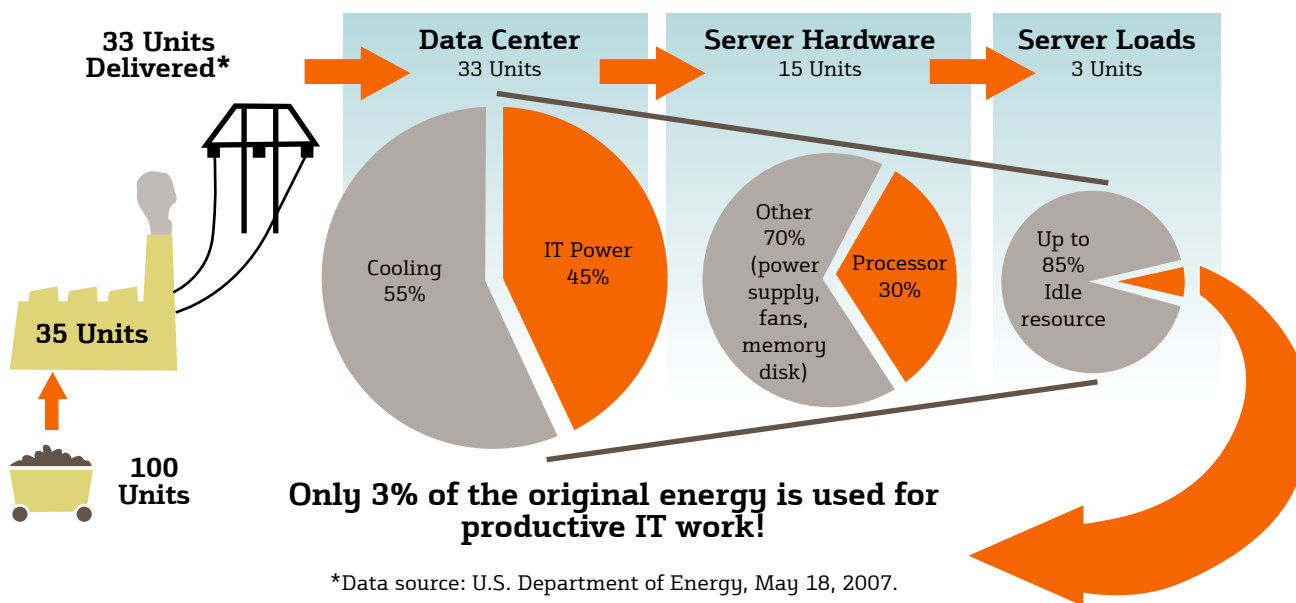 33 Units
Delivered*
Data Center
33 Units
Server Hardware
15 Units
Server Loads
3 Units
Cooling
55%
IT Power
45%
Other
70%
(power
supply,
fans,
memory
disk)
Processor
30%
Up to
85%
Idle
resource
35 Units
100
Units
Only 3% of the original energy is used for
productive IT work!
*Data source: U.S. Department of Energy, May 18, 2007.